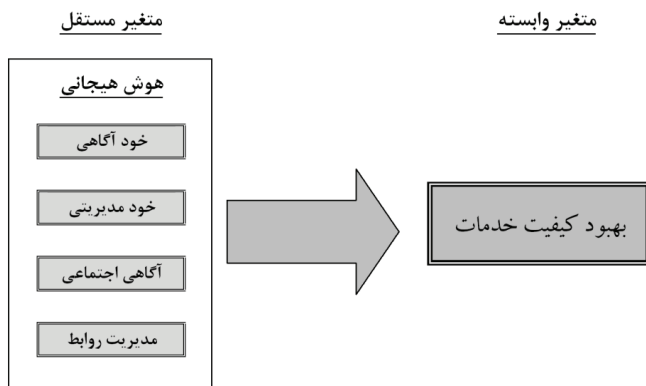 متغیر وابسته
متغیر مستقل
هوش هیجانی
خود آگاهی
خود مدیریتی
آگاهی اجتماعی
مدیریت روابط
بهبود کیفیت خدمات